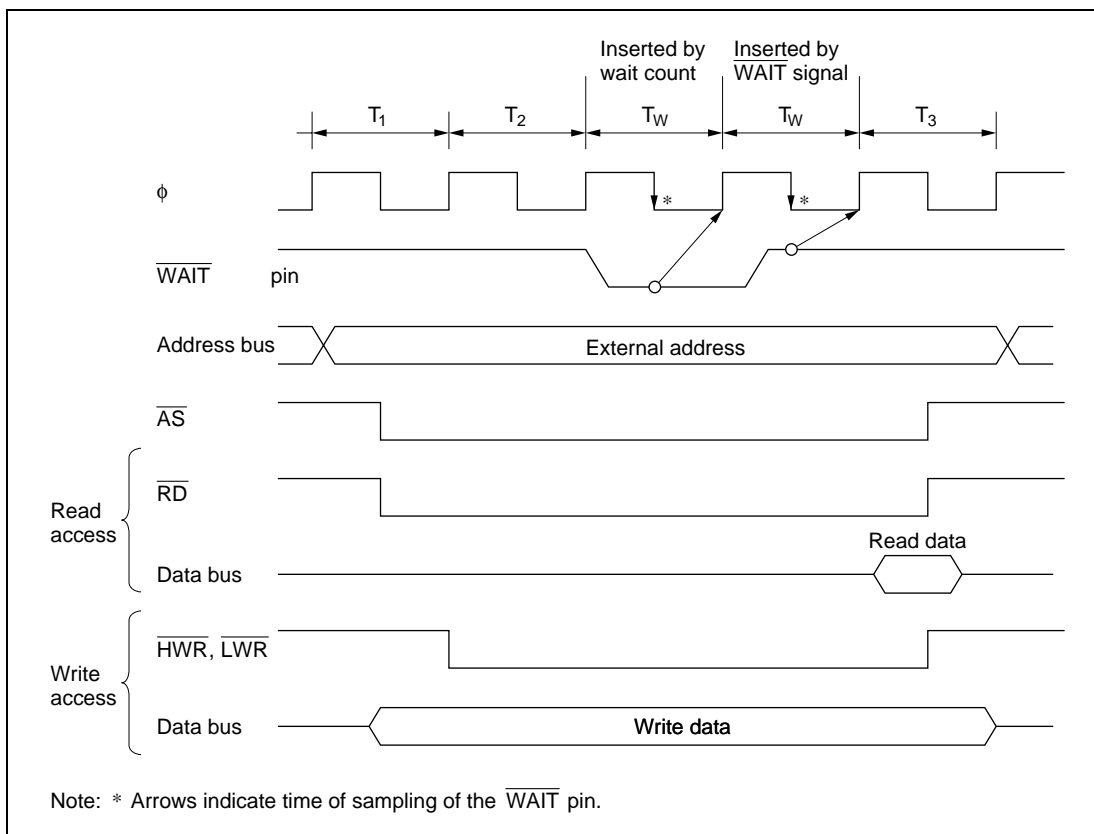 Inserted by
wait count
Inserted by
WAIT signal
T1
T2
TW
TW
T3
ϕ
*
*
WAIT pin
Address bus
External address
AS
Read
access
RD
Read data
Data bus
Write
access
HWR, LWR
Data bus
Write data
Note: * Arrows indicate time of sampling of the WAIT pin.